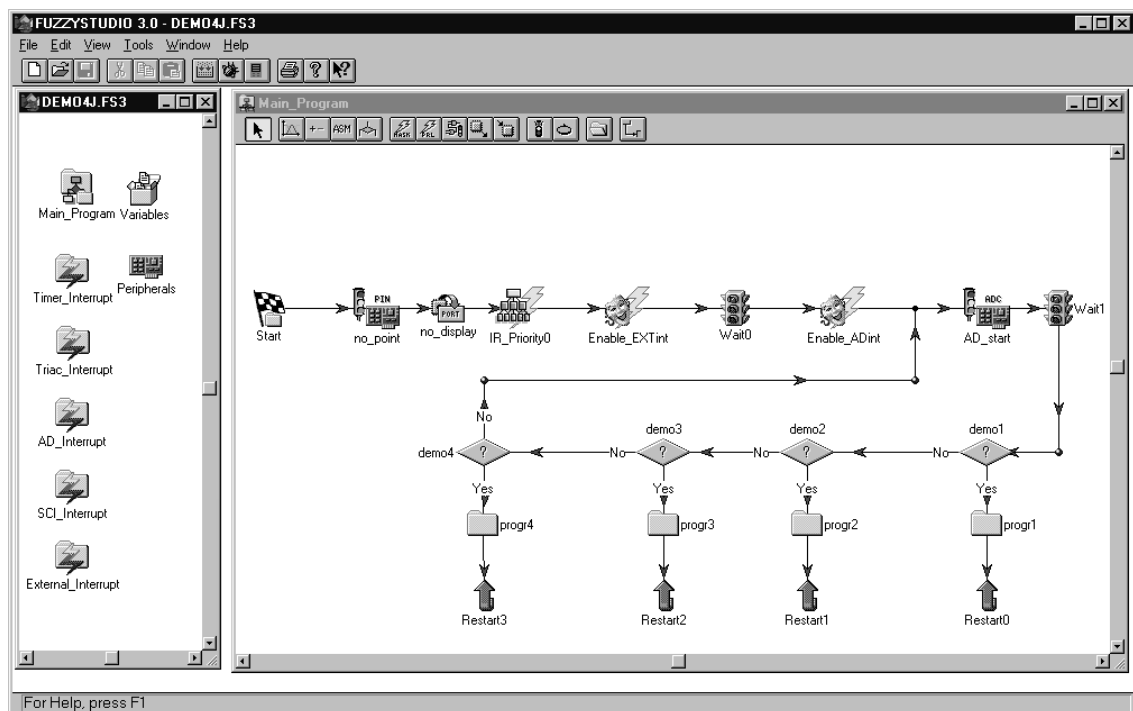 FUZZYSTUDIO 3.0 - DEMO4J.FS3
File Edit View Tools Window Help
DEMO4J.FS3
Main_Program
Variables
Timer_Interrupt
Peripherals
Triac_Interrupt
AD_Interrupt
SCI_Interrupt
External_Interrupt
Main_Program
ASM
MASK
Start
PIN
no_point
PORT
no_display
IR_Priority0
Enable_EXTint
Wait0
Enable_ADint
ADC
AD_start
Wait1
No
demo4
?
No
demo3
?
No
demo2
?
No
demo1
?
Yes
Yes
Yes
Yes
progr4
progr3
progr2
progr1
Restart3
Restart2
Restart1
Restart0
For Help, press F1